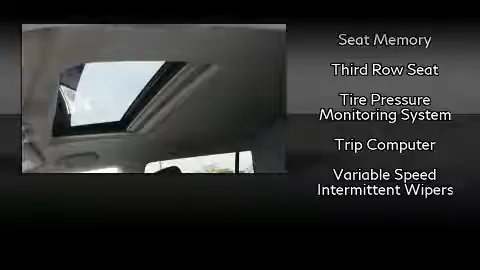 Seat Memory
Third Row Seat
Tire Pressure
Monitoring System
Trip Computer
Variable Speed
Intermittent Wipers